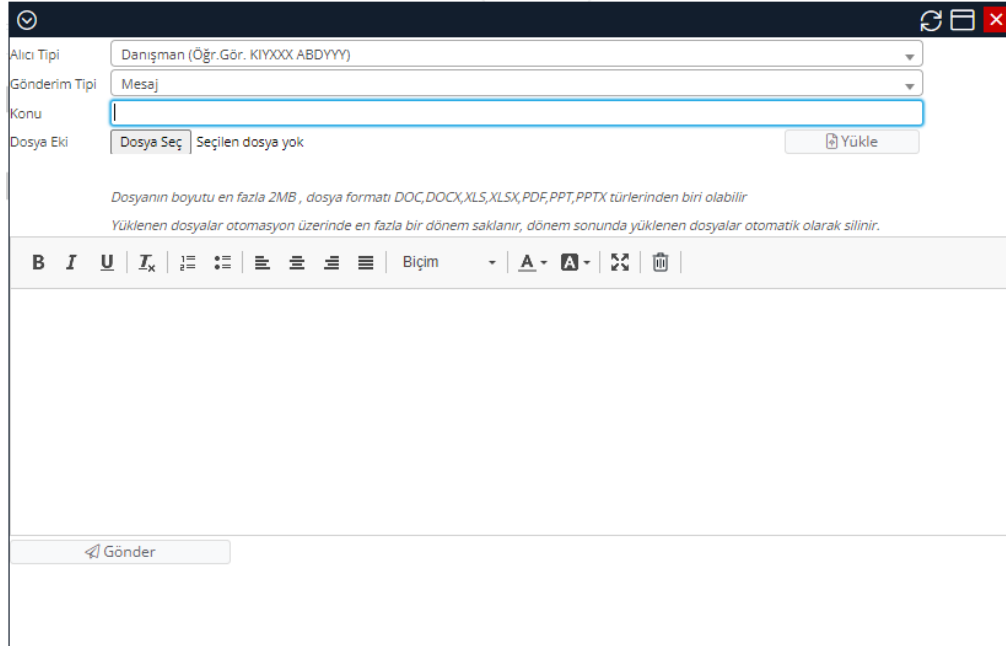 Alıcı Tipi Danışman (Öğr.Gör. KIYXXX ABDYYY)
Gönderim Tipi Mesaj
Konu
Dosya Eki Dosya Seç Seçilen dosya yok Yükle
Dosyanın boyutu en fazla 2MB , dosya formatı DOC,DOCX,XLS,XLSX,PDF,PPT,PPTX türlerinden biri olabilir
Yüklenen dosyalar otomasyon üzerinde en fazla bir dönem saklanır, dönem sonunda yüklenen dosyalar otomatik olarak silinir.
B I U Ix Biçim A A
Gönder